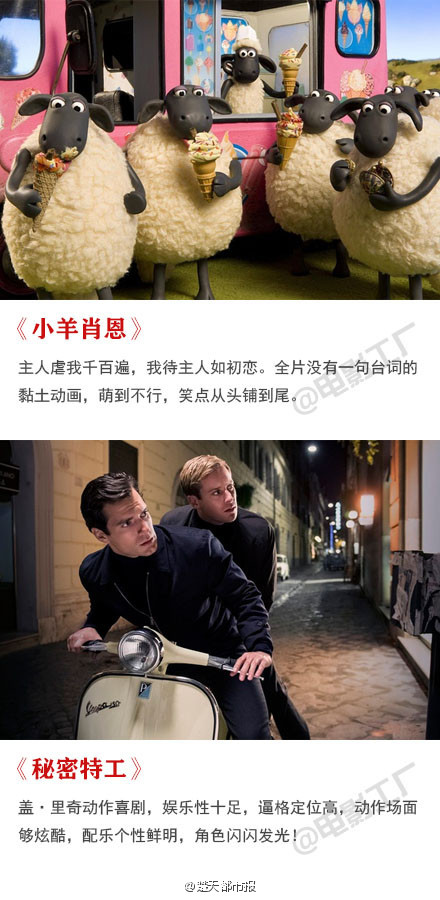 《小羊肖恩》
主人虐我千百遍，我待主人如初恋。全片没有一句台词的
黏土动画，萌到不行，笑点从头铺到尾。
@电影工厂
Vespa
《秘密特工》
盖·里奇动作喜剧，娱乐性十足，逼格定位高，动作场面
够炫酷，配乐个性鲜明，角色闪闪发光！
@电影工厂
@楚天都市报